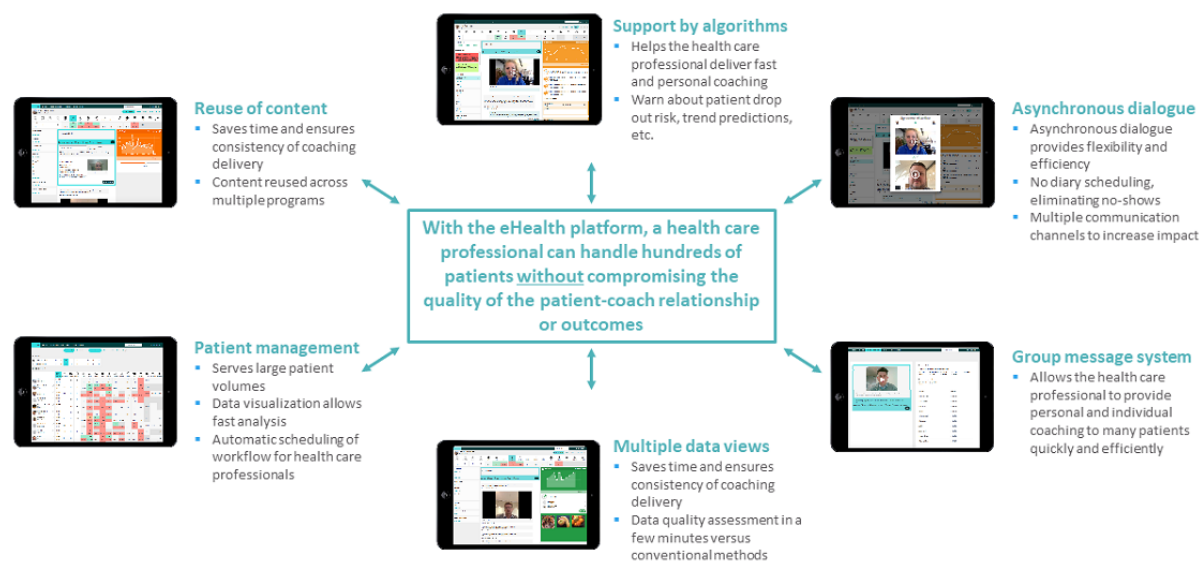 Support by algorithms
▪ Helps the health care
professional deliver fast
and personal coaching
▪ Warn about patient drop
out risk, trend predictions,
etc.
Reuse of content
▪ Saves time and ensures
consistency of coaching
delivery
▪ Content reused across
multiple programs
Asynchronous dialogue
▪ Asynchronous dialogue
provides flexibility and
efficiency
▪ No diary scheduling,
eliminating no-shows
▪ Multiple communication
channels to increase impact
With the eHealth platform, a health care
professional can handle hundreds of
patients without compromising the
quality of the patient-coach relationship
or outcomes
Patient management
▪ Serves large patient
volumes
▪ Data visualization allows
fast analysis
▪ Automatic scheduling of
workflow for health care
professionals
Group message system
▪ Allows the health care
professional to provide
personal and individual
coaching to many patients
quickly and efficiently
Multiple data views
▪ Saves time and ensures
consistency of coaching
delivery
▪ Data quality assessment in a
few minutes versus
conventional methods